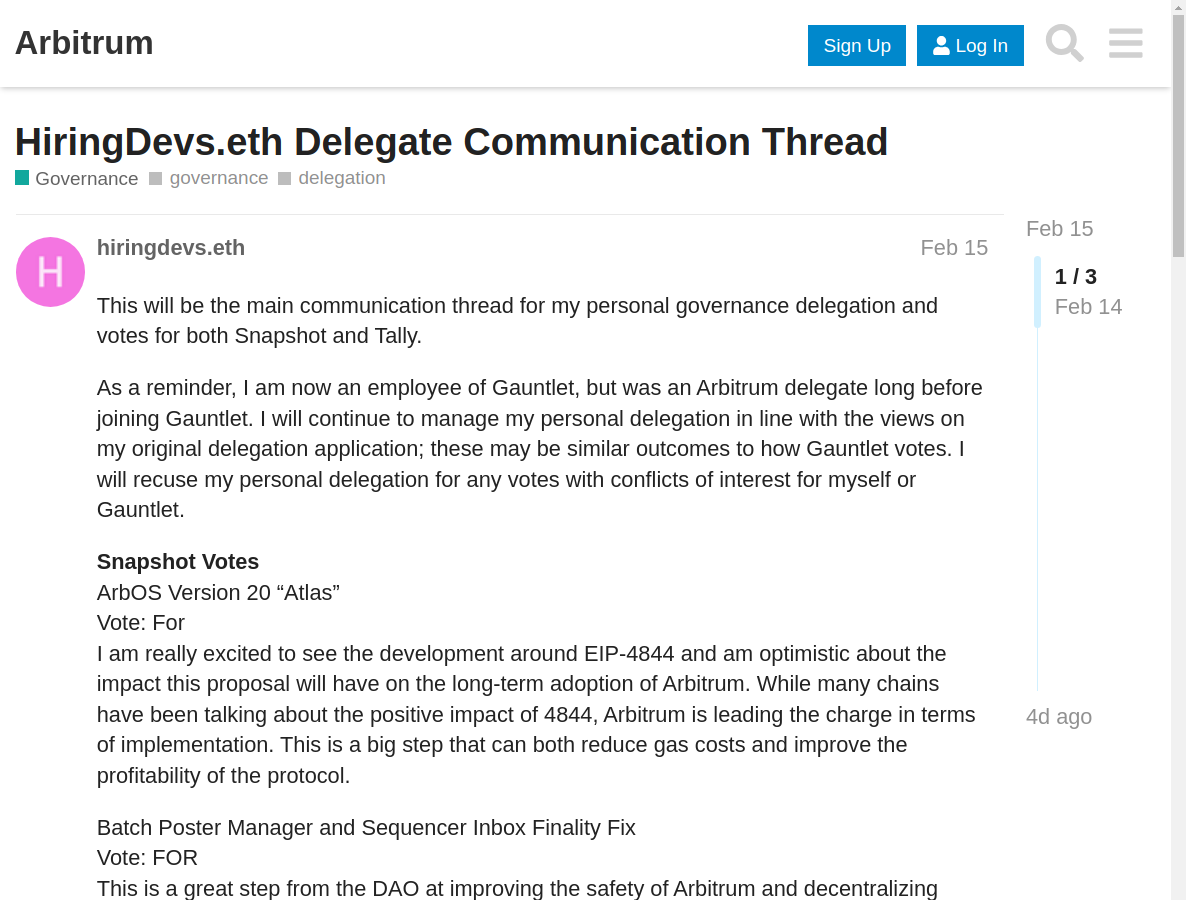 Arbitrum
Sign Up
Log In
HiringDevs.eth Delegate Communication Thread
Governance governance delegation
H
hiringdevs.eth
Feb 15
This will be the main communication thread for my personal governance delegation and
votes for both Snapshot and Tally.
As a reminder, I am now an employee of Gauntlet, but was an Arbitrum delegate long before
joining Gauntlet. I will continue to manage my personal delegation in line with the views on
my original delegation application; these may be similar outcomes to how Gauntlet votes. I
will recuse my personal delegation for any votes with conflicts of interest for myself or
Gauntlet.
Snapshot Votes
ArbOS Version 20 “Atlas”
Vote: For
I am really excited to see the development around EIP-4844 and am optimistic about the
impact this proposal will have on the long-term adoption of Arbitrum. While many chains
have been talking about the positive impact of 4844, Arbitrum is leading the charge in terms
of implementation. This is a big step that can both reduce gas costs and improve the
profitability of the protocol.
Batch Poster Manager and Sequencer Inbox Finality Fix
Vote: FOR
This is a great step from the DAO at improving the safety of Arbitrum and decentralizing
Feb 15
1 / 3
Feb 14
4d ago